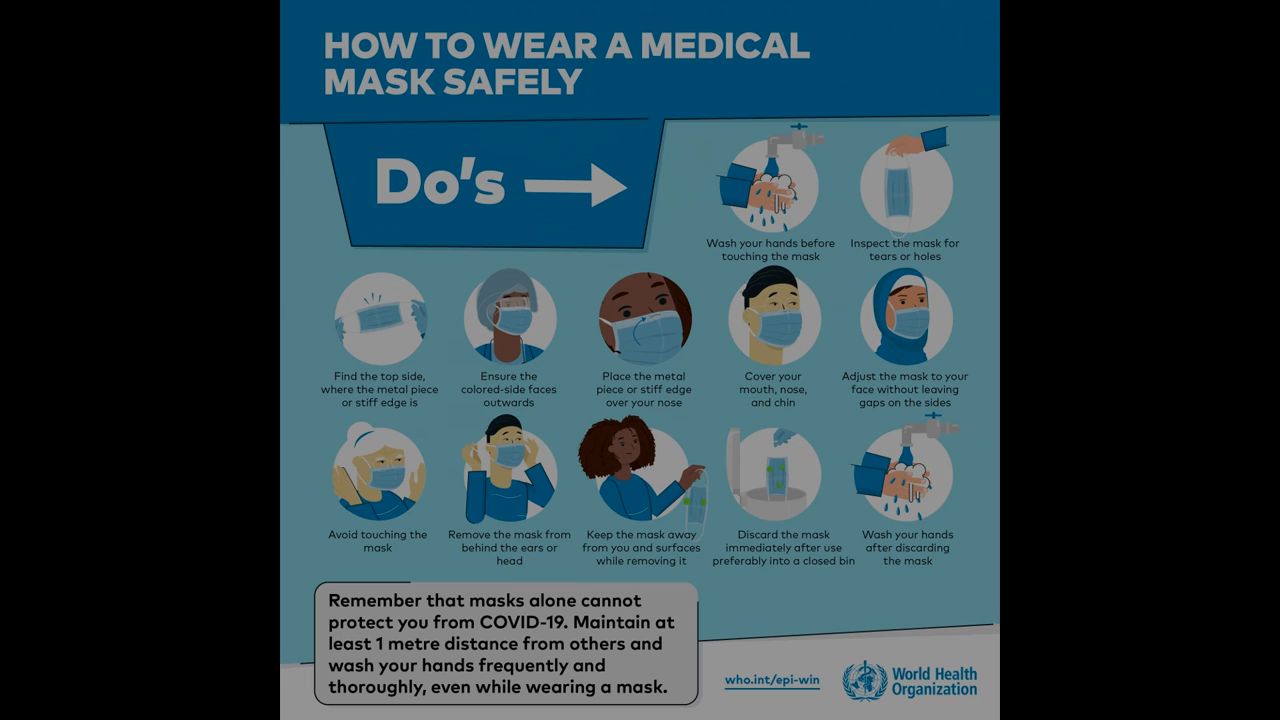 HOW TO WEAR A MEDICAL
MASK SAFELY
Do's
Wash your hands before
touching the mask
Inspect the mask for
tears or holes
Find the top side,
where the metal piece
or stiff edge is
Ensure the
colored-side faces
outwards
Place the metal
piece or stiff edge
over your nose
Cover your
mouth, nose,
and chin
Adjust the mask to your
face without leaving
gaps on the sides
Avoid touching the
mask
Remove the mask from
behind the ears or
head
Keep the mask away
from you and surfaces
while removing it
Discard the mask
immediately after use
preferably into a closed bin
Wash your hands
after discarding
the mask
Remember that masks alone cannot
protect you from COVID-19. Maintain at
least 1 metre distance from others and
wash your hands frequently and
thoroughly, even while wearing a mask.
who.int/epi-win
World Health
Organization